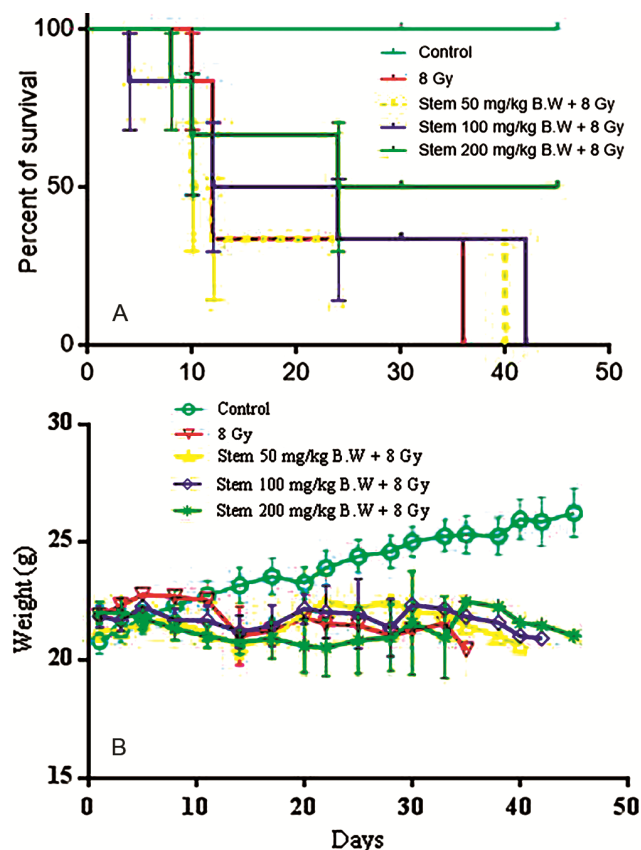 100
50
0
Percent of survival
Control
8 Gy
Stem 50 mg/kg B.W + 8 Gy
Stem 100 mg/kg B.W + 8 Gy
Stem 200 mg/kg B.W + 8 Gy
A
0 10 20 30 40 50
30
25
20
15
Weight (g)
Control
8 Gy
Stem 50 mg/kg B.W + 8 Gy
Stem 100 mg/kg B.W + 8 Gy
Stem 200 mg/kg B.W + 8 Gy
B
0 10 20 30 40 50
Days